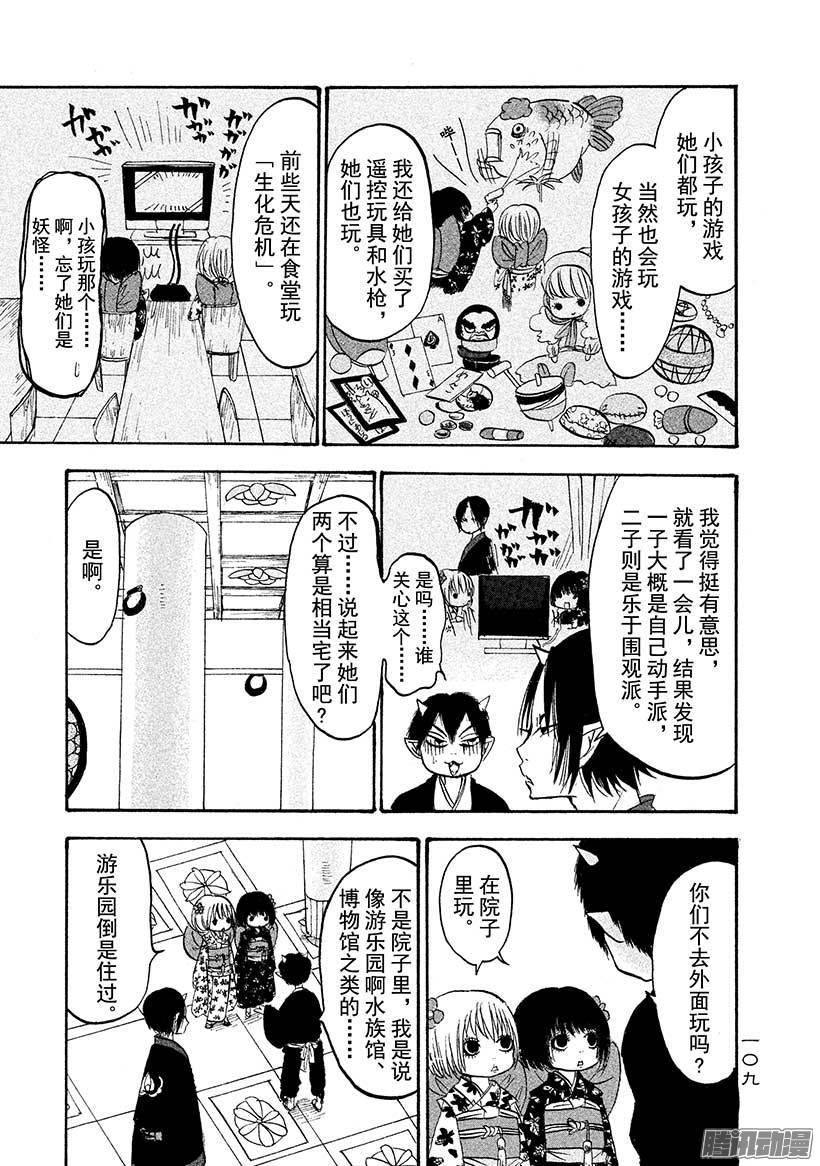 小孩子的游戏
她们都玩，
当然也会玩
女孩子的游戏……
哗——
我还给她们买了
遥控玩具和水枪，
她们也玩。
前些天还在食堂玩
「生化危机」。
ガガガ
ガガガ
小孩玩那个……
啊，忘了她们是
妖怪……
我觉得挺有意思，
就看了一会儿，结果发现
一子大概是自己动手派，
二子则是乐于围观派。
是吗……谁
关心这个……
不过……说起来她们
两个算是相当宅了吧？
是啊。
你们不去外面玩吗？
在院子
里玩。
不是院子里，我是说
像游乐园啊水族馆、
博物馆之类的……
游乐园倒是住过。
一〇九
腾讯动漫